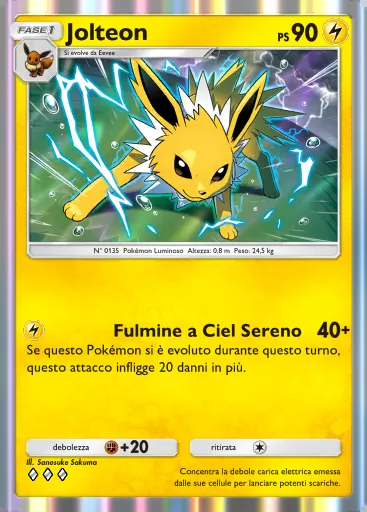 FASE 1
Jolteon
PS 90
Si evolve da Eevee
N° 0135 Pokémon Luminoso Altezza: 0,8 m Peso: 24,5 kg
Fulmine a Ciel Sereno 40+
Se questo Pokémon si è evoluto durante questo turno,
questo attacco infligge 20 danni in più.
debolezza +20 ritirata
Ill. Sanosuke Sakuma
Concentra la debole carica elettrica emessa
dalle sue cellule per lanciare potenti scariche.